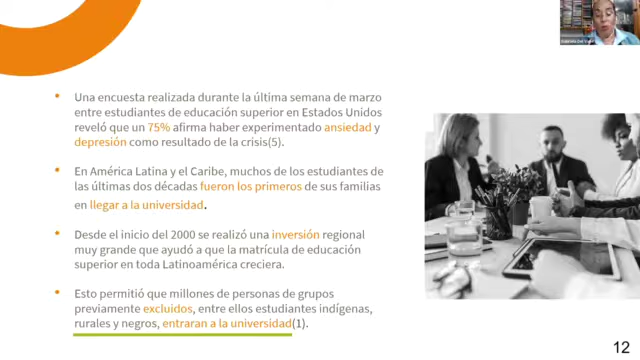 • Una encuesta realizada durante la última semana de marzo
entre estudiantes de educación superior en Estados Unidos
reveló que un 75% afirma haber experimentado ansiedad y
depresión como resultado de la crisis(5).
• En América Latina y el Caribe, muchos de los estudiantes de
las últimas dos décadas fueron los primeros de sus familias
en llegar a la universidad.
• Desde el inicio del 2000 se realizó una inversión regional
muy grande que ayudó a que la matrícula de educación
superior en toda Latinoamérica creciera.
• Esto permitió que millones de personas de grupos
previamente excluidos, entre ellos estudiantes indígenas,
rurales y negros, entraran a la universidad(1).
12